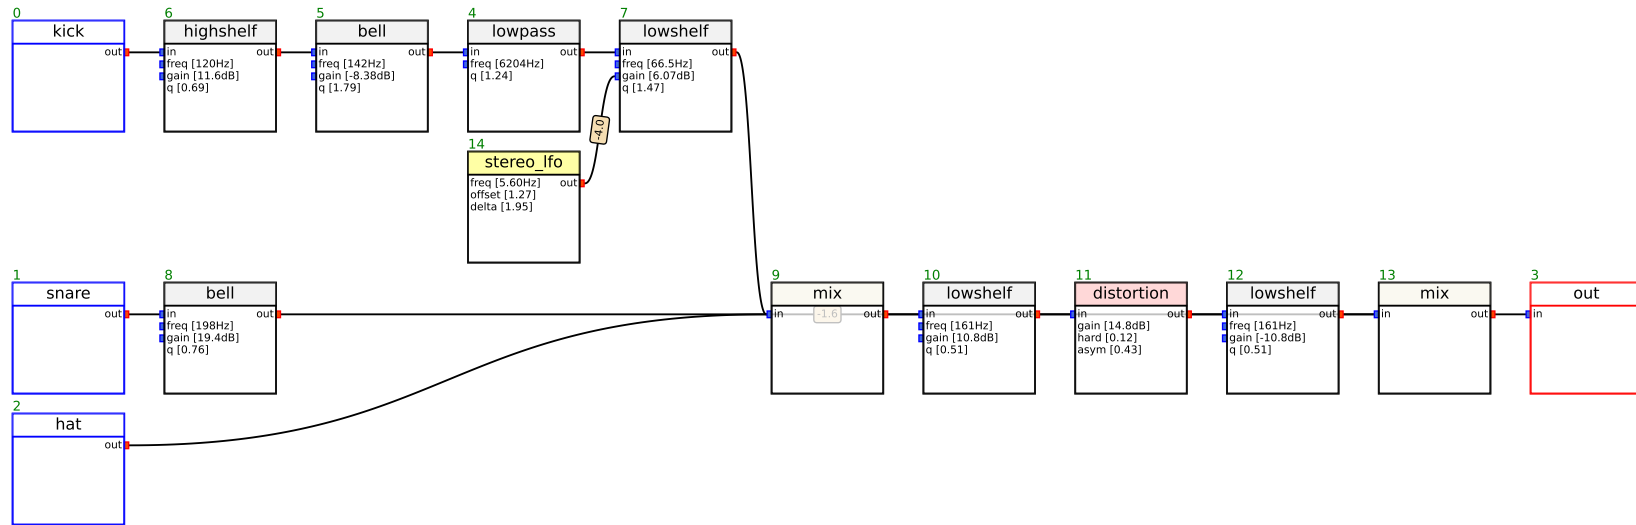 0
kick
out
6
highshelf
in out
freq [120Hz]
gain [11.6dB]
q [0.69]
5
bell
in out
freq [142Hz]
gain [-8.38dB]
q [1.79]
4
lowpass
in out
freq [6204Hz]
q [1.24]
7
lowshelf
in out
freq [66.5Hz]
gain [6.07dB]
q [1.47]
-4.0
14
stereo_lfo
freq [5.60Hz] out
offset [1.27]
delta [1.95]
1
snare
out
8
bell
in out
freq [198Hz]
gain [19.4dB]
q [0.76]
9
mix
in out
-1.6
10
lowshelf
in out
freq [161Hz]
gain [10.8dB]
q [0.51]
11
distortion
in out
gain [14.8dB]
hard [0.12]
asym [0.43]
12
lowshelf
in out
freq [161Hz]
gain [-10.8dB]
q [0.51]
13
mix
in out
3
out
in
2
hat
out